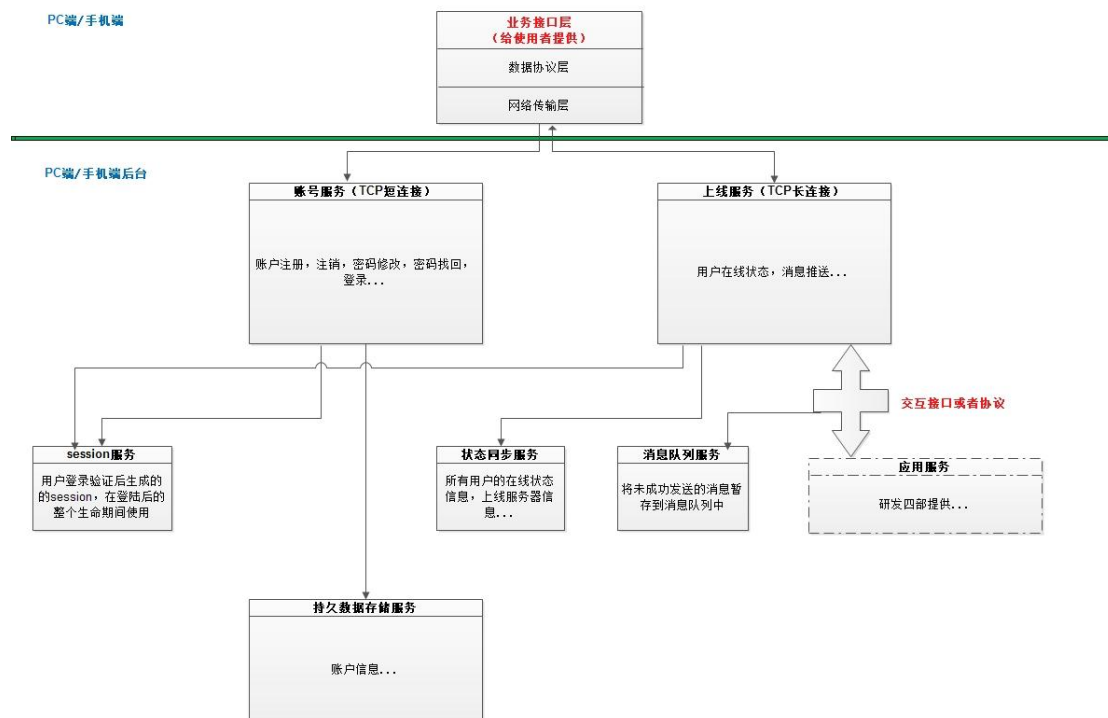 PC端/手机端
业务接口层
（给使用者提供）
数据协议层
网络传输层
PC端/手机端后台
账号服务（TCP短连接）
账户注册，注销，密码修改，密码找回，
登录...
上线服务（TCP长连接）
用户在线状态，消息推送...
交互接口或者协议
session服务
用户登录验证后生成的
的session，在登陆后的
整个生命期间使用
状态同步服务
所有用户的在线状态
信息，上线服务器信
息...
消息队列服务
将未成功发送的消息暂
存到消息队列中
应用服务
研发四部提供...
持久数据存储服务
账户信息...